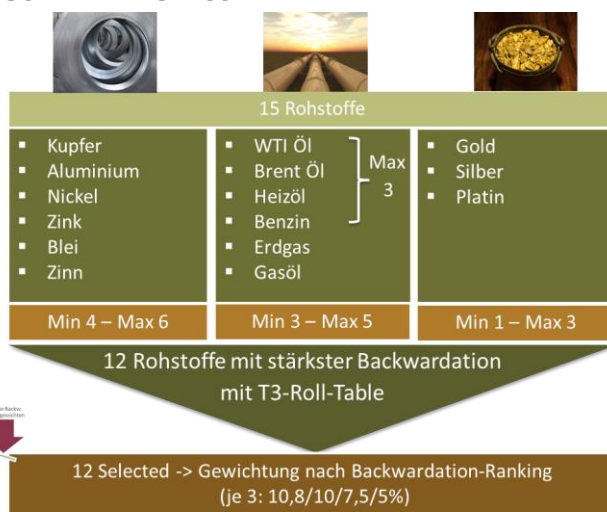 15 Rohstoffe
Kupfer
Aluminium
Nickel
Zink
Blei
Zinn
WTI Öl
Brent Öl
Heizöl
Benzin
Erdgas
Gasöl
Max
3
Gold
Silber
Platin
Min 4 – Max 6
Min 3 – Max 5
Min 1 – Max 3
12 Rohstoffe mit stärkster Backwardation
mit T3-Roll-Table
12 Selected -> Gewichtung nach Backwardation-Ranking
(je 3: 10,8/10/7,5/5%)